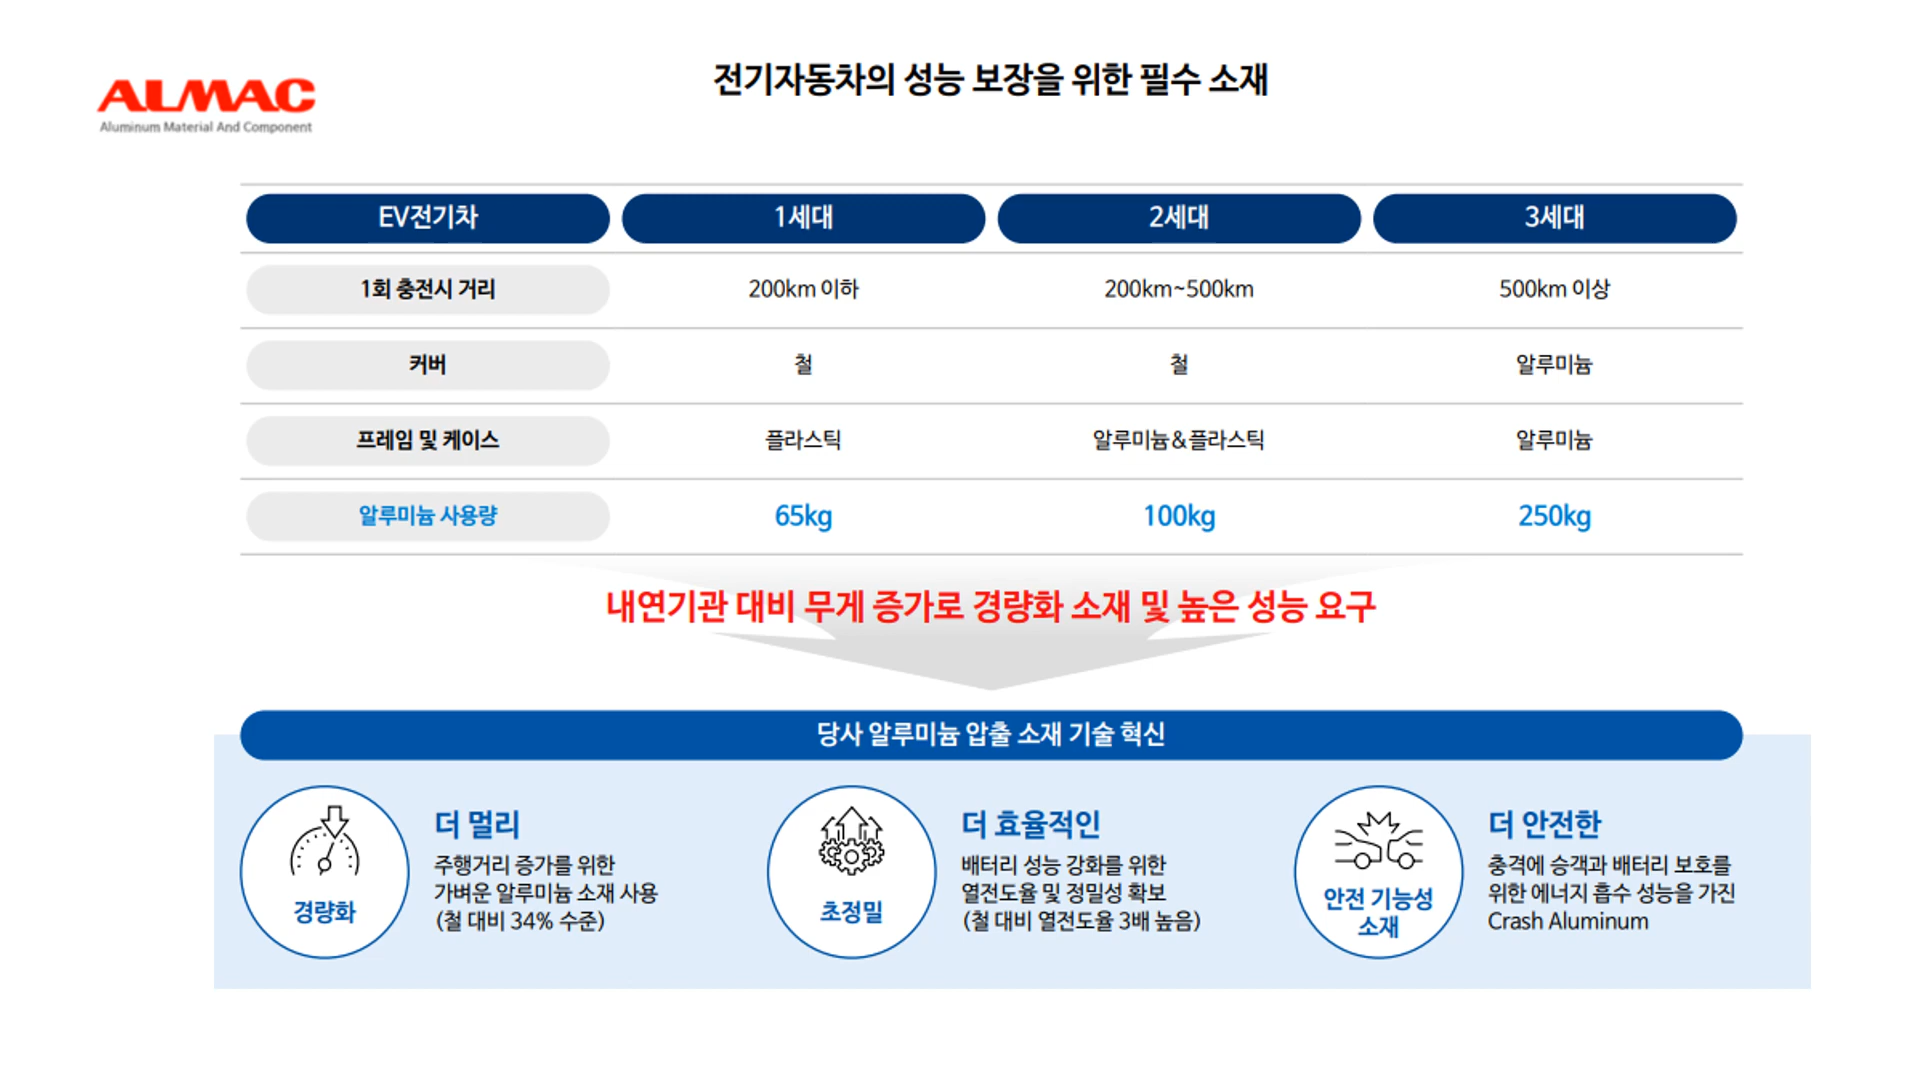 ALMAC
Aluminum Material And Component
전기자동차의 성능 보장을 위한 필수 소재
EV전기차 1세대 2세대 3세대
1회 충전시 거리 200km 이하 200km~500km 500km 이상
커버 철 철 알루미늄
프레임 및 케이스 플라스틱 알루미늄&플라스틱 알루미늄
알루미늄 사용량 65kg 100kg 250kg
내연기관 대비 무게 증가로 경량화 소재 및 높은 성능 요구
당사 알루미늄 압출 소재 기술 혁신
경량화
더 멀리
주행거리 증가를 위한
가벼운 알루미늄 소재 사용
(철 대비 34% 수준)
초정밀
더 효율적인
배터리 성능 강화를 위한
열전도율 및 정밀성 확보
(철 대비 열전도율 3배 높음)
안전 기능성
소재
더 안전한
충격에 승객과 배터리 보호를
위한 에너지 흡수 성능을 가진
Crash Aluminum